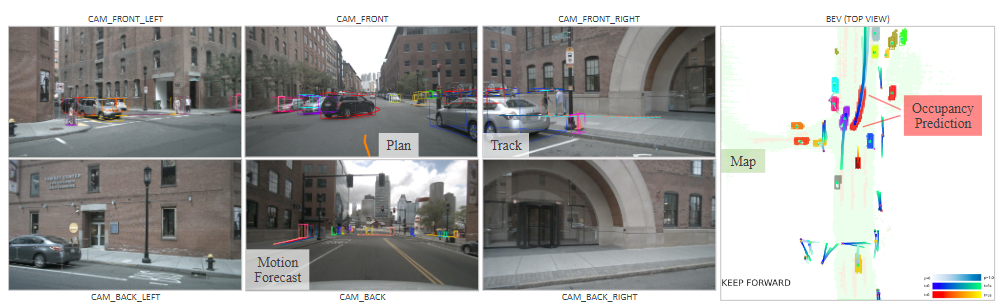 CAM_FRONT_LEFT
CAM_FRONT
CAM_FRONT_RIGHT
BEV (TOP VIEW)
Plan
Track
Occupancy
Prediction
Map
Motion
Forecast
KEEP FORWARD
CAM_BACK_LEFT
CAM_BACK
CAM_BACK_RIGHT